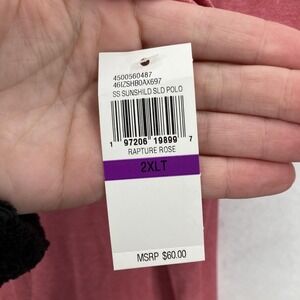 4500560487
46IZSHB0AX697
SS SUNSHILD SLD POLO
1 97206 19899 7
RAPTURE ROSE
2XLT
MSRP $60.00